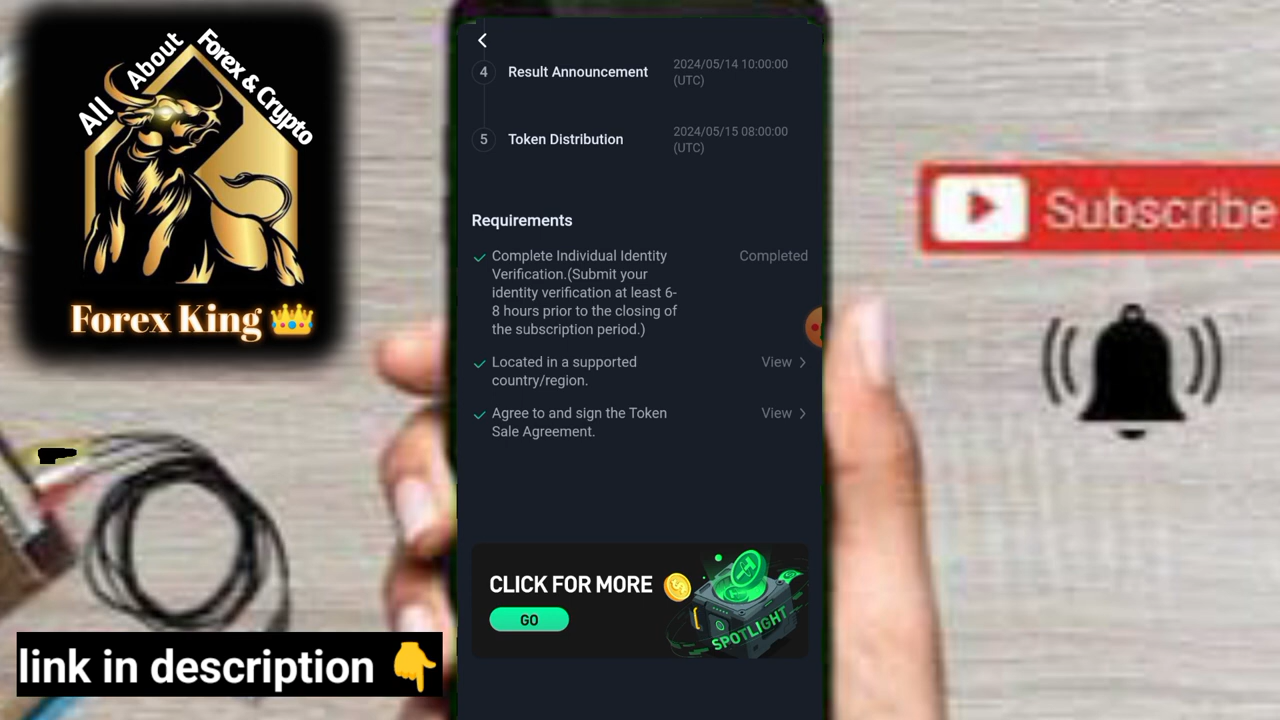 All About Forex & Crypto
Forex King 👑
link in description 👇
4
Result Announcement
2024/05/14 10:00:00
(UTC)
5
Token Distribution
2024/05/15 08:00:00
(UTC)
Requirements
Complete Individual Identity
Completed
Verification.(Submit your
identity verification at least 6-
8 hours prior to the closing of
the subscription period.)
Located in a supported
View
country/region.
Agree to and sign the Token
View
Sale Agreement.
CLICK FOR MORE
GO
SPOTLIGHT
Subscribe